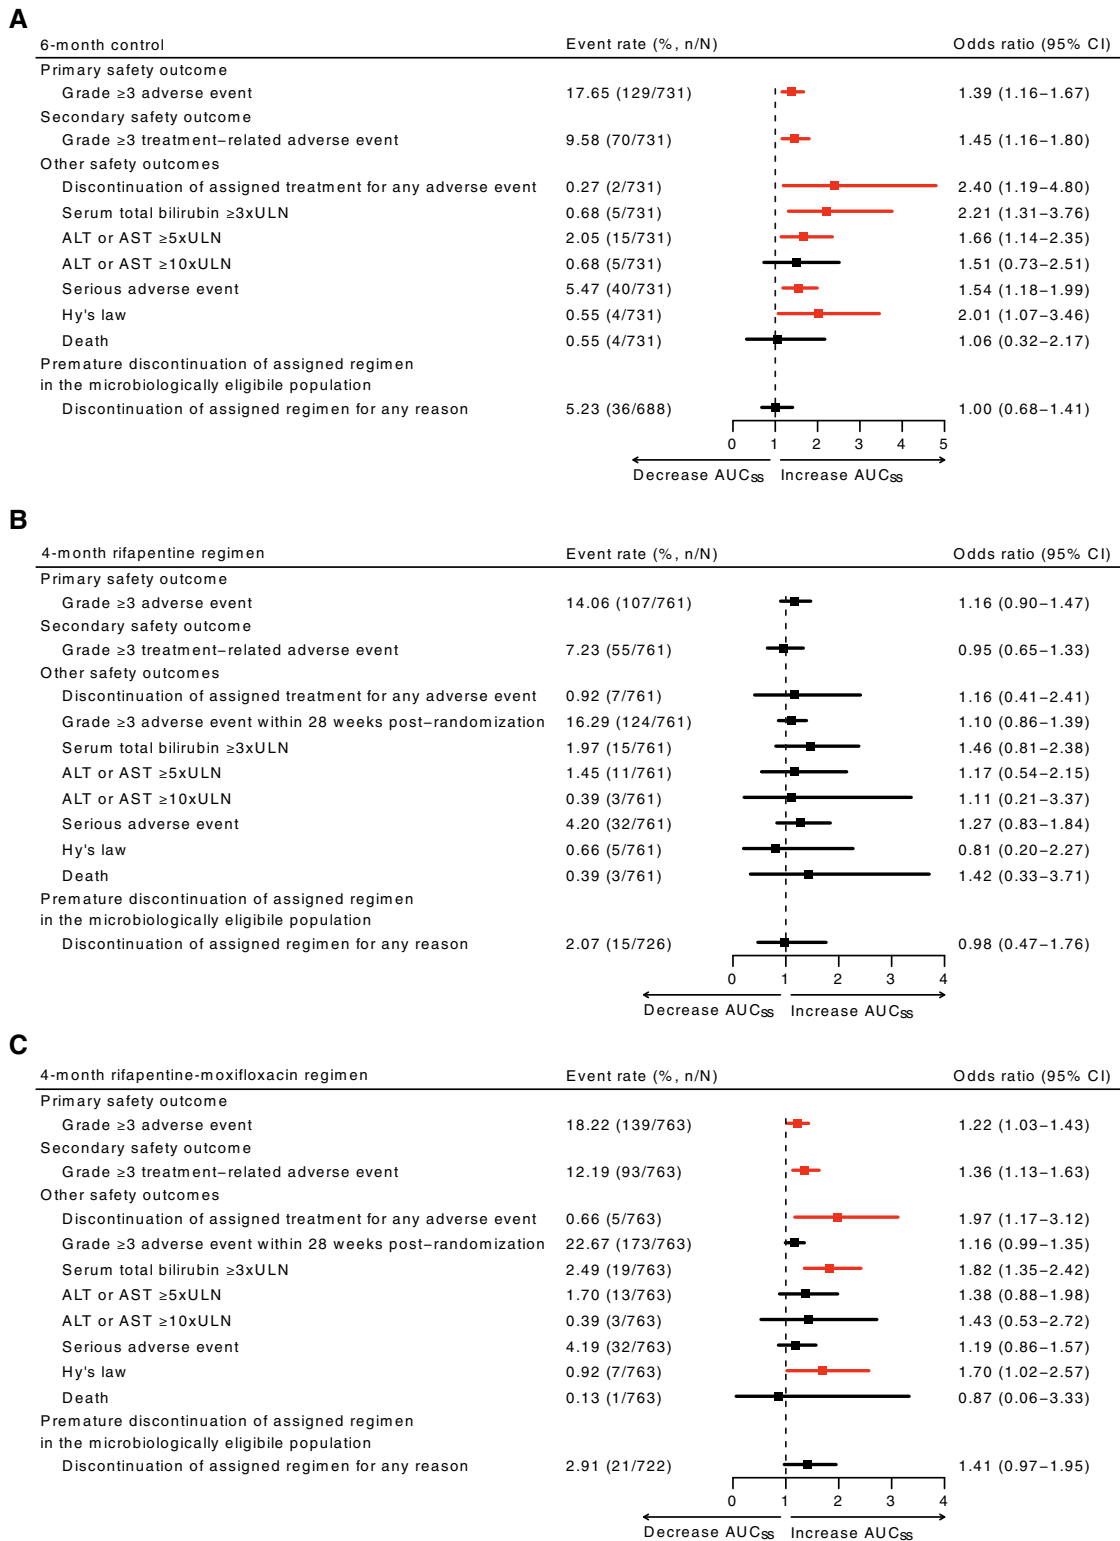 A
6-month control Event rate (%, n/N) Odds ratio (95% CI)
Primary safety outcome
Grade ≥3 adverse event 17.65 (129/731) 1.39 (1.16–1.67)
Secondary safety outcome
Grade ≥3 treatment–related adverse event 9.58 (70/731) 1.45 (1.16–1.80)
Other safety outcomes
Discontinuation of assigned treatment for any adverse event 0.27 (2/731) 2.40 (1.19–4.80)
Serum total bilirubin ≥3xULN 0.68 (5/731) 2.21 (1.31–3.76)
ALT or AST ≥5xULN 2.05 (15/731) 1.66 (1.14–2.35)
ALT or AST ≥10xULN 0.68 (5/731) 1.51 (0.73–2.51)
Serious adverse event 5.47 (40/731) 1.54 (1.18–1.99)
Hy's law 0.55 (4/731) 2.01 (1.07–3.46)
Death 0.55 (4/731) 1.06 (0.32–2.17)
Premature discontinuation of assigned regimen
in the microbiologically eligibile population
Discontinuation of assigned regimen for any reason 5.23 (36/688) 1.00 (0.68–1.41)
0 1 2 3 4 5
Decrease AUCSS Increase AUCSS
B
4-month rifapentine regimen Event rate (%, n/N) Odds ratio (95% CI)
Primary safety outcome
Grade ≥3 adverse event 14.06 (107/761) 1.16 (0.90–1.47)
Secondary safety outcome
Grade ≥3 treatment–related adverse event 7.23 (55/761) 0.95 (0.65–1.33)
Other safety outcomes
Discontinuation of assigned treatment for any adverse event 0.92 (7/761) 1.16 (0.41–2.41)
Grade ≥3 adverse event within 28 weeks post–randomization 16.29 (124/761) 1.10 (0.86–1.39)
Serum total bilirubin ≥3xULN 1.97 (15/761) 1.46 (0.81–2.38)
ALT or AST ≥5xULN 1.45 (11/761) 1.17 (0.54–2.15)
ALT or AST ≥10xULN 0.39 (3/761) 1.11 (0.21–3.37)
Serious adverse event 4.20 (32/761) 1.27 (0.83–1.84)
Hy's law 0.66 (5/761) 0.81 (0.20–2.27)
Death 0.39 (3/761) 1.42 (0.33–3.71)
Premature discontinuation of assigned regimen
in the microbiologically eligibile population
Discontinuation of assigned regimen for any reason 2.07 (15/726) 0.98 (0.47–1.76)
0 1 2 3 4
Decrease AUCSS Increase AUCSS
C
4-month rifapentine-moxifloxacin regimen Event rate (%, n/N) Odds ratio (95% CI)
Primary safety outcome
Grade ≥3 adverse event 18.22 (139/763) 1.22 (1.03–1.43)
Secondary safety outcome
Grade ≥3 treatment–related adverse event 12.19 (93/763) 1.36 (1.13–1.63)
Other safety outcomes
Discontinuation of assigned treatment for any adverse event 0.66 (5/763) 1.97 (1.17–3.12)
Grade ≥3 adverse event within 28 weeks post–randomization 22.67 (173/763) 1.16 (0.99–1.35)
Serum total bilirubin ≥3xULN 2.49 (19/763) 1.82 (1.35–2.42)
ALT or AST ≥5xULN 1.70 (13/763) 1.38 (0.88–1.98)
ALT or AST ≥10xULN 0.39 (3/763) 1.43 (0.53–2.72)
Serious adverse event 4.19 (32/763) 1.19 (0.86–1.57)
Hy's law 0.92 (7/763) 1.70 (1.02–2.57)
Death 0.13 (1/763) 0.87 (0.06–3.33)
Premature discontinuation of assigned regimen
in the microbiologically eligibile population
Discontinuation of assigned regimen for any reason 2.91 (21/722) 1.41 (0.97–1.95)
0 1 2 3 4
Decrease AUCSS Increase AUCSS